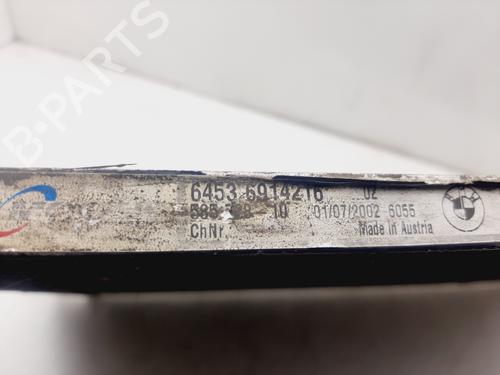 B-PARTS
6453 6914216 02
10 01/07/2002 6055
ChNr Made in Austria